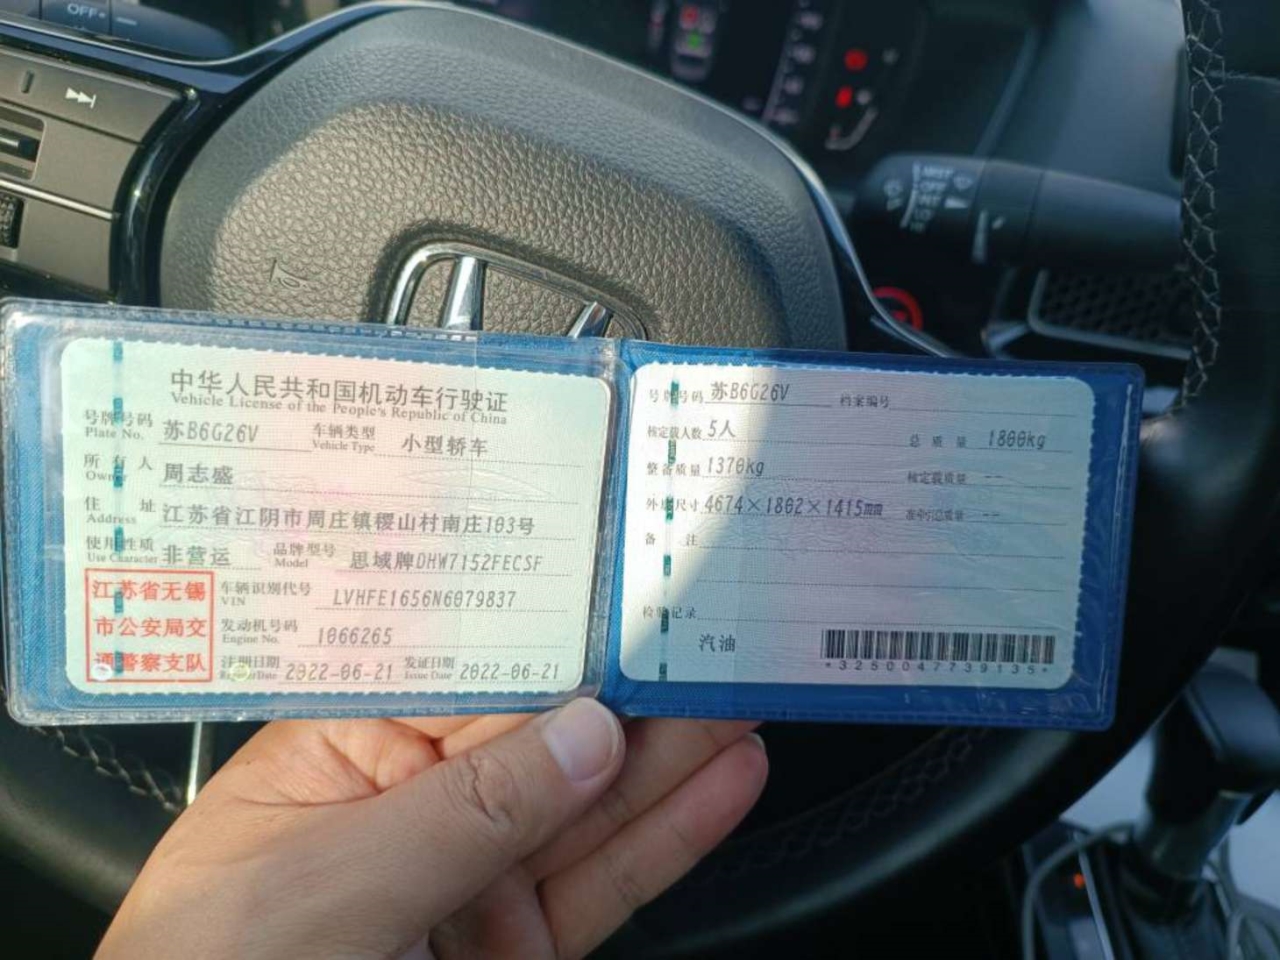 OFF
中华人民共和国机动车行驶证
Vehicle License of the People's Republic of China
号牌号码 苏B6G26V 车辆类型 小型轿车
Plate No. Vehicle Type
所有人 周志盛
Owner
住址 江苏省江阴市周庄镇稷山村南庄103号
Address
使用性质 非营运 品牌型号 思域牌DHW7152FECSF
Use Character Model
江苏省无锡
市公安局交
通警察支队
车辆识别代号 LVHFE1656N6079837
VIN
发动机号码 1066265
Engine No.
注册日期 2022-06-21 发证日期 2022-06-21
Register Date Issue Date
号牌号码 苏B6G26V 档案编号
核定载人数 5人 总质量 1800kg
整备质量 1370kg 核定载质量 --
外廓尺寸 4674×1802×1415mm 准牵引总质量 --
备注
检验记录
汽油
*3250047739135*